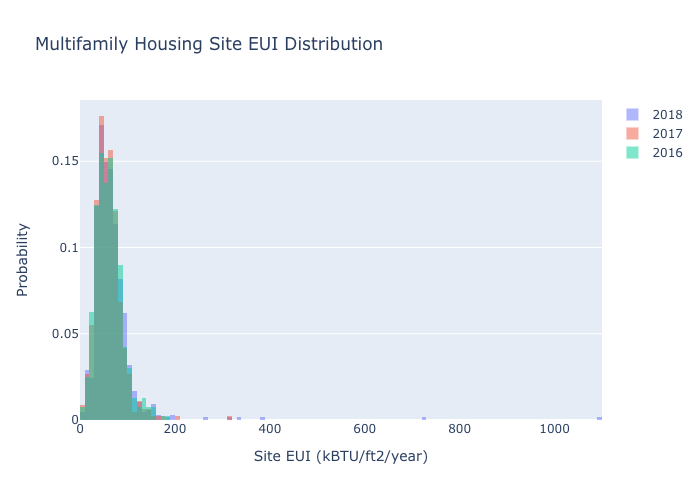 Multifamily Housing Site EUI Distribution
2018
2017
2016
0.15
0.1
0.05
0
0 200 400 600 800 1000
Probability
Site EUI (kBTU/ft2/year)